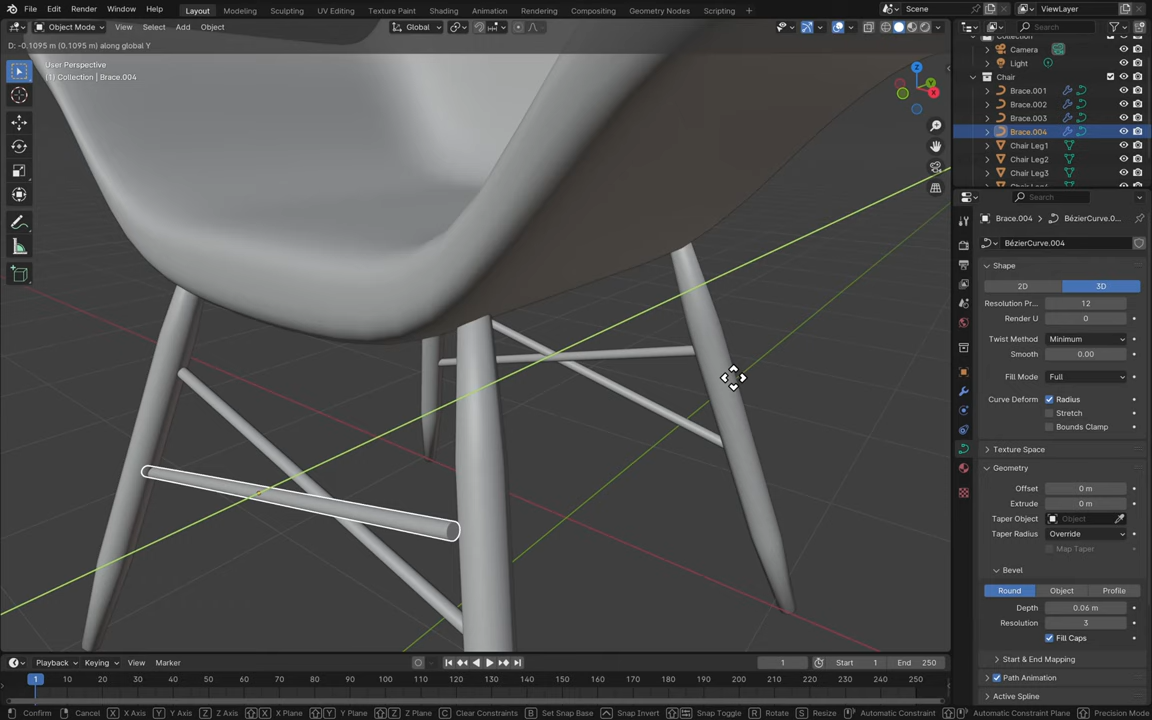 File Edit Render Window Help Layout Modeling Sculpting UV Editing Texture Paint Shading Animation Rendering Compositing Geometry Nodes Scripting Scene ViewLayer
Object Mode View Select Add Object Global Search
D: -0.1095 m (0.1095 m) along global Y
User Perspective
(1) Collection | Brace.004
Z
Y
X
Camera
Light
Chair
Brace.001
Brace.002
Brace.003
Brace.004
Chair Leg1
Chair Leg2
Chair Leg3
Search
Brace.004 BézierCurve.0...
BézierCurve.004
Shape
2D 3D
Resolution Pr... 12
Render U 0
Twist Method Minimum
Smooth 0.00
Fill Mode Full
Curve Deform Radius
Stretch
Bounds Clamp
Texture Space
Geometry
Offset 0 m
Extrude 0 m
Taper Object Object
Taper Radius Override
Map Taper
Bevel
Round Object Profile
Depth 0.06 m
Resolution 3
Fill Caps
Start & End Mapping
Path Animation
Active Spline
Playback Keying View Marker 1 Start 1 End 250
1 10 20 30 40 50 60 70 80 90 100 110 120 130 140 150 160 170 180 190 200 210 220 230 240 250
Confirm Cancel X X Axis Y Y Axis Z Z Axis X X Plane Y Y Plane Z Z Plane C Clear Constraints B Set Snap Base Snap Invert Snap Toggle R Rotate S Resize Automatic Constraint Automatic Constraint Plane Precision Mode